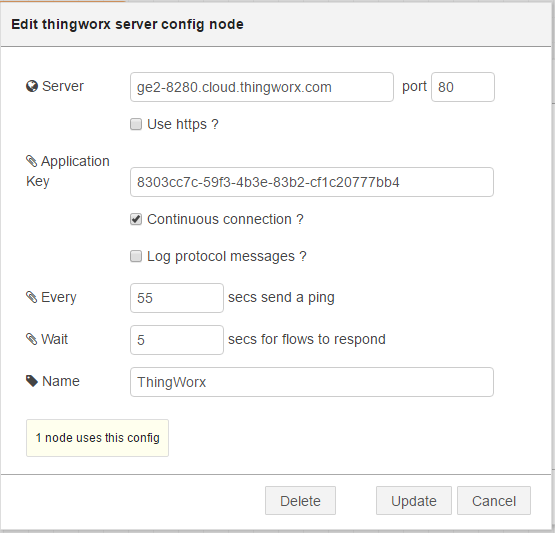 Edit thingworx server config node
Server ge2-8280.cloud.thingworx.com port 80
Use https ?
Application
Key 8303cc7c-59f3-4b3e-83b2-cf1c20777bb4
Continuous connection ?
Log protocol messages ?
Every 55 secs send a ping
Wait 5 secs for flows to respond
Name ThingWorx
1 node uses this config
Delete Update Cancel